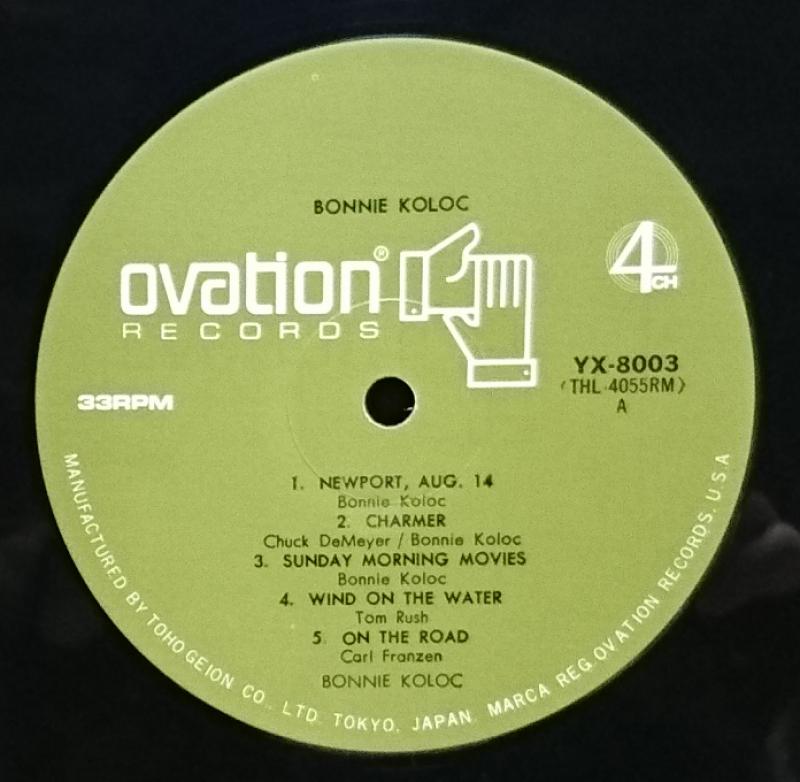 BONNIE KOLOC
ovation®
RECORDS
4CH
YX-8003
(THL-4055RM)
A
33RPM
1. NEWPORT, AUG. 14
Bonnie Koloc
2. CHARMER
Chuck DeMeyer / Bonnie Koloc
3. SUNDAY MORNING MOVIES
Bonnie Koloc
4. WIND ON THE WATER
Tom Rush
5. ON THE ROAD
Carl Franzen
BONNIE KOLOC
MANUFACTURED BY TOHO GEION CO., LTD. TOKYO, JAPAN. MARCA REG. OVATION RECORDS, U.S.A